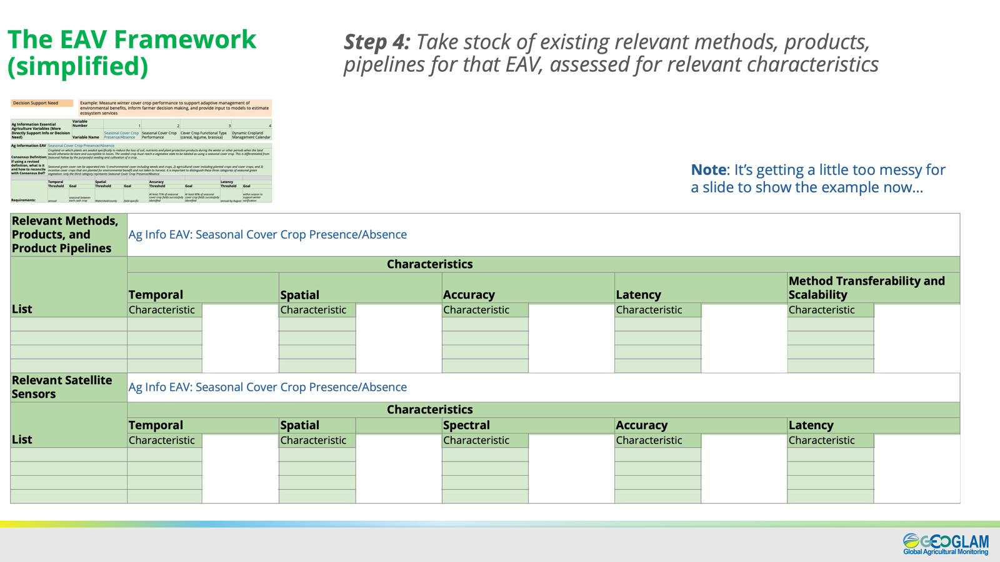 The EAV Framework
(simplified)
Step 4: Take stock of existing relevant methods, products,
pipelines for that EAV, assessed for relevant characteristics
Decision Support Need
Example: Measure winter cover crop performance to support adaptive management of
environmental benefits, inform farmer decision making, and provide input to models to estimate
ecosystem services
Ag Information Essential
Agriculture Variables (More
Directly Support Info or Decision
Need)
Variable
Number
1
2
3
4
Variable Name
Seasonal Cover Crop
Presence/Absence
Seasonal Cover Crop
Performance
Cover Crop Functional Type
(cereal, legume, brassica)
Dynamic Cropland
Management Calendar
Ag Information EAV
Seasonal Cover Crop Presence/Absence
Consensus Definition:
Cropland on which plants are seeded specifically to reduce the loss of soil, nutrients and plant protection products during the winter or other periods when the land
would otherwise be bare and susceptible to losses. The seeded crop must reach a vegetative state to be labeled as using a seasonal cover crop. This is differentiated from
Seasonal Fallow by the purposeful seeding and cultivation of a crop.
If using a revised
definition, what is it
and how to reconcile
with Consensus Def?
Seasonal green cover can be separated into 1) environmental cover including weeds and crops, 2) agricultural cover including planted crops and cover crops, and 3)
incentive cover crops that are planted for environmental benefit and not taken to harvest. It is important to distinguish these three categories of seasonal green
vegetation: only the third category represents Seasonal Cover Crop Presence/Absence
Temporal
Spatial
Accuracy
Latency
Threshold
Goal
Threshold
Goal
Threshold
Goal
Threshold
Goal
Requirements:
annual
seasonal between
each cash crop
Watershed/county
field-specific
At least 75% of seasonal
cover crop fields successfully
identified
At least 90% of seasonal
cover crop fields successfully
identified
annual by August
within season to
support winter
verification
Note: It's getting a little too messy for
a slide to show the example now...
Relevant Methods,
Products, and
Product Pipelines
Ag Info EAV: Seasonal Cover Crop Presence/Absence
Characteristics
Temporal
Spatial
Accuracy
Latency
Method Transferability and
Scalability
List
Characteristic
Characteristic
Characteristic
Characteristic
Characteristic
Relevant Satellite
Sensors
Ag Info EAV: Seasonal Cover Crop Presence/Absence
Characteristics
Temporal
Spatial
Spectral
Accuracy
Latency
List
Characteristic
Characteristic
Characteristic
Characteristic
Characteristic
GEOGLAM
Global Agricultural Monitoring